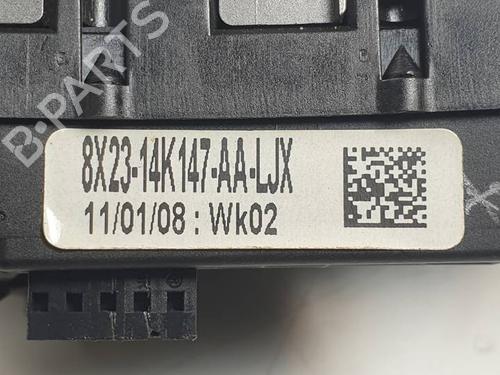 B-PARTS
8X23-14K147-AA-LJX
11/01/08 : Wk02
X